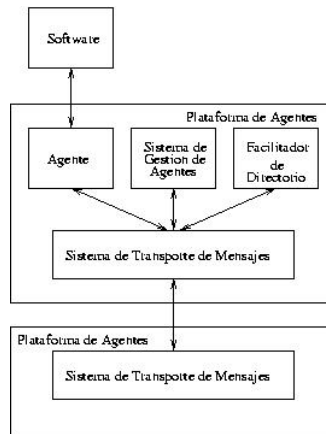 Software
Plataforma de Agentes
Agente
Sistema de
Gestion de
Agentes
Facilitador
de
Directorio
Sistema de Transporte de Mensajes
Plataforma de Agentes
Sistema de Transporte de Mensajes